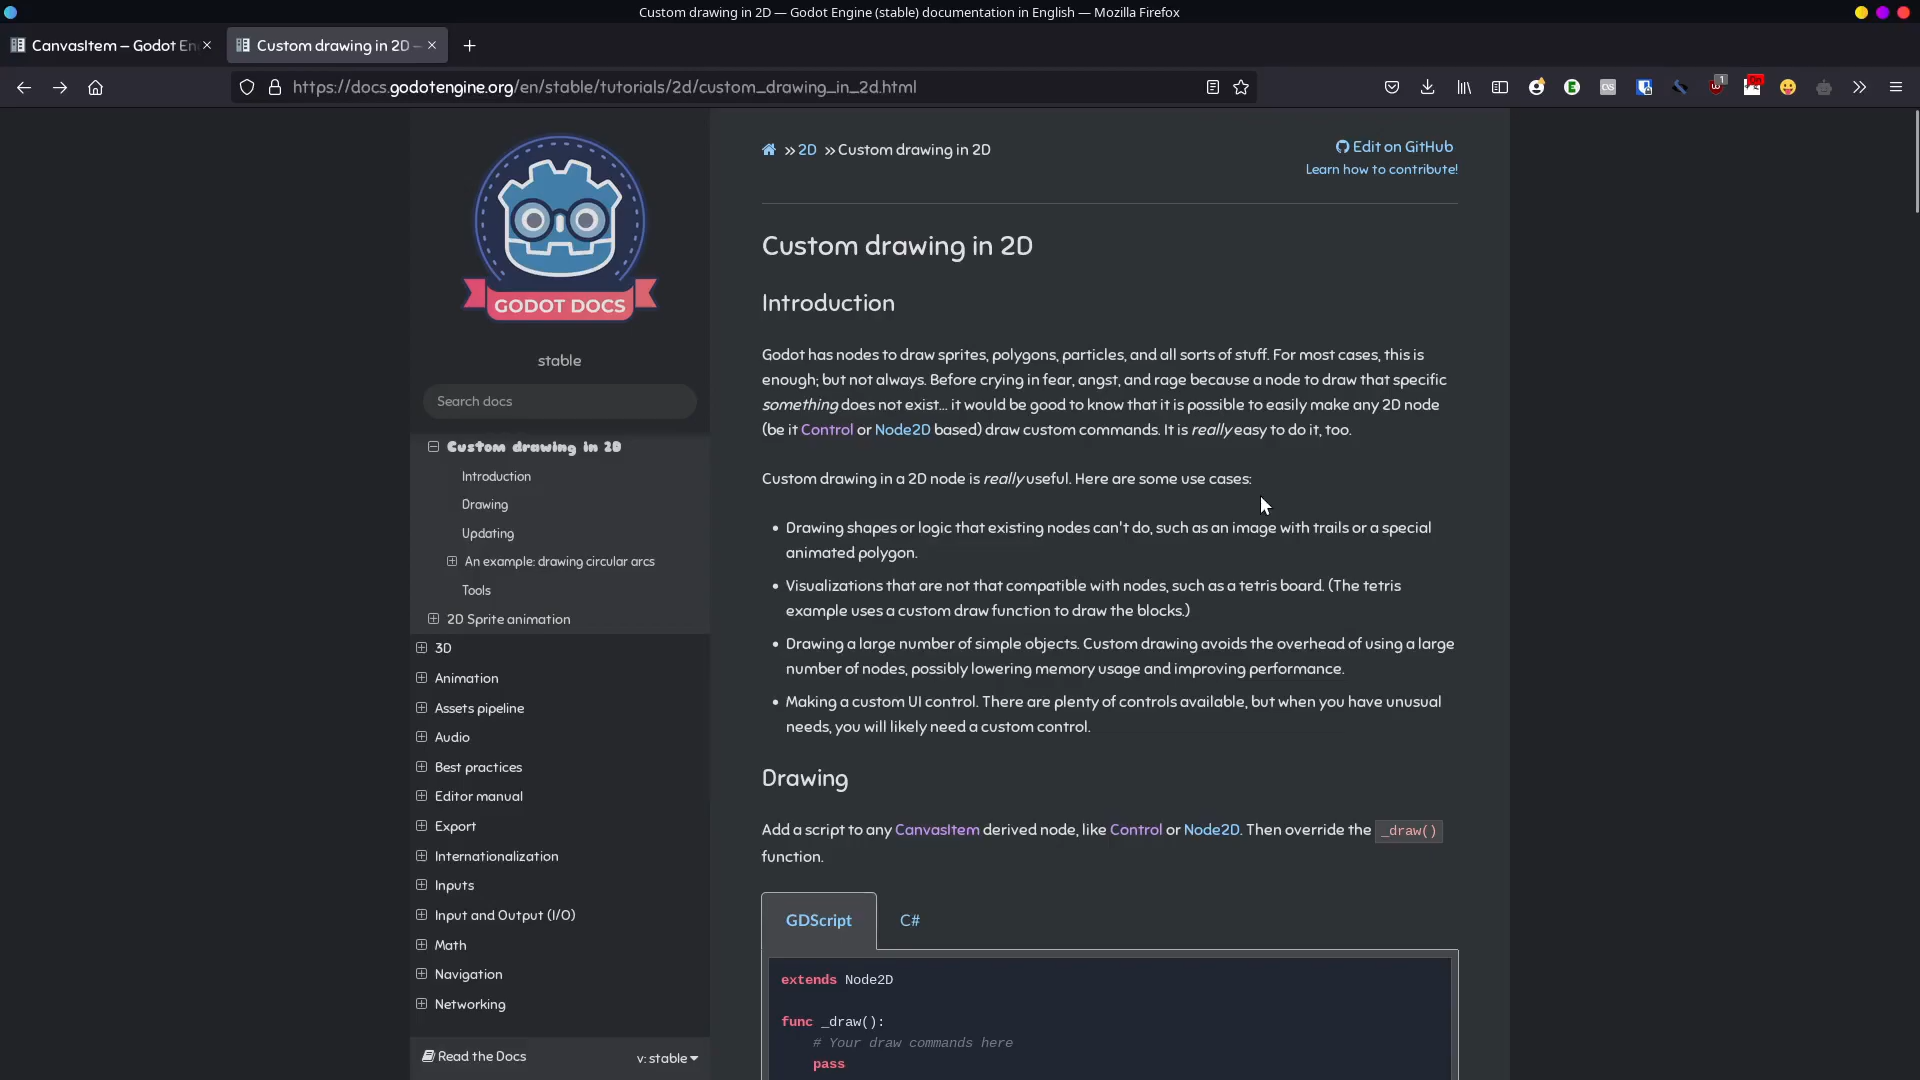 Custom drawing in 2D — Godot Engine (stable) documentation in English — Mozilla Firefox
CanvasItem — Godot En
Custom drawing in 2D —
https://docs.godotengine.org/en/stable/tutorials/2d/custom_drawing_in_2d.html
1
GODOT DOCS
stable
Search docs
Custom drawing in 2D
Introduction
Drawing
Updating
An example: drawing circular arcs
Tools
2D Sprite animation
3D
Animation
Assets pipeline
Audio
Best practices
Editor manual
Export
Internationalization
Inputs
Input and Output (I/O)
Math
Navigation
Networking
Read the Docs
v: stable
» 2D » Custom drawing in 2D
Edit on GitHub
Learn how to contribute!
Custom drawing in 2D
Introduction
Godot has nodes to draw sprites, polygons, particles, and all sorts of stuff. For most cases, this is
enough; but not always. Before crying in fear, angst, and rage because a node to draw that specific
something does not exist... it would be good to know that it is possible to easily make any 2D node
(be it Control or Node2D based) draw custom commands. It is really easy to do it, too.
Custom drawing in a 2D node is really useful. Here are some use cases:
• Drawing shapes or logic that existing nodes can't do, such as an image with trails or a special
animated polygon.
• Visualizations that are not that compatible with nodes, such as a tetris board. (The tetris
example uses a custom draw function to draw the blocks.)
• Drawing a large number of simple objects. Custom drawing avoids the overhead of using a large
number of nodes, possibly lowering memory usage and improving performance.
• Making a custom UI control. There are plenty of controls available, but when you have unusual
needs, you will likely need a custom control.
Drawing
Add a script to any CanvasItem derived node, like Control or Node2D. Then override the _draw()
function.
GDScript
C#
extends Node2D
func _draw():
# Your draw commands here
pass